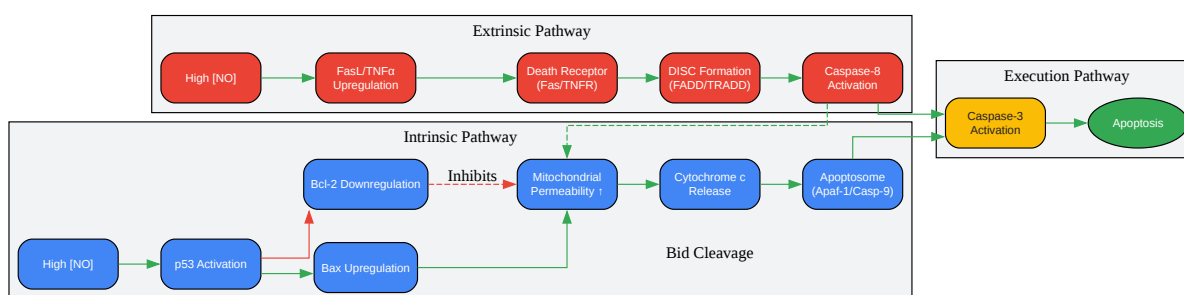 Extrinsic Pathway
High [NO]
FasL/TNFα
Upregulation
Death Receptor
(Fas/TNFR)
DISC Formation
(FADD/TRADD)
Caspase-8
Activation
Execution Pathway
Caspase-3
Activation
Apoptosis
Intrinsic Pathway
Bcl-2 Downregulation
Inhibits
Mitochondrial
Permeability ↑
Cytochrome c
Release
Apoptosome
(Apaf-1/Casp-9)
High [NO]
p53 Activation
Bax Upregulation
Bid Cleavage